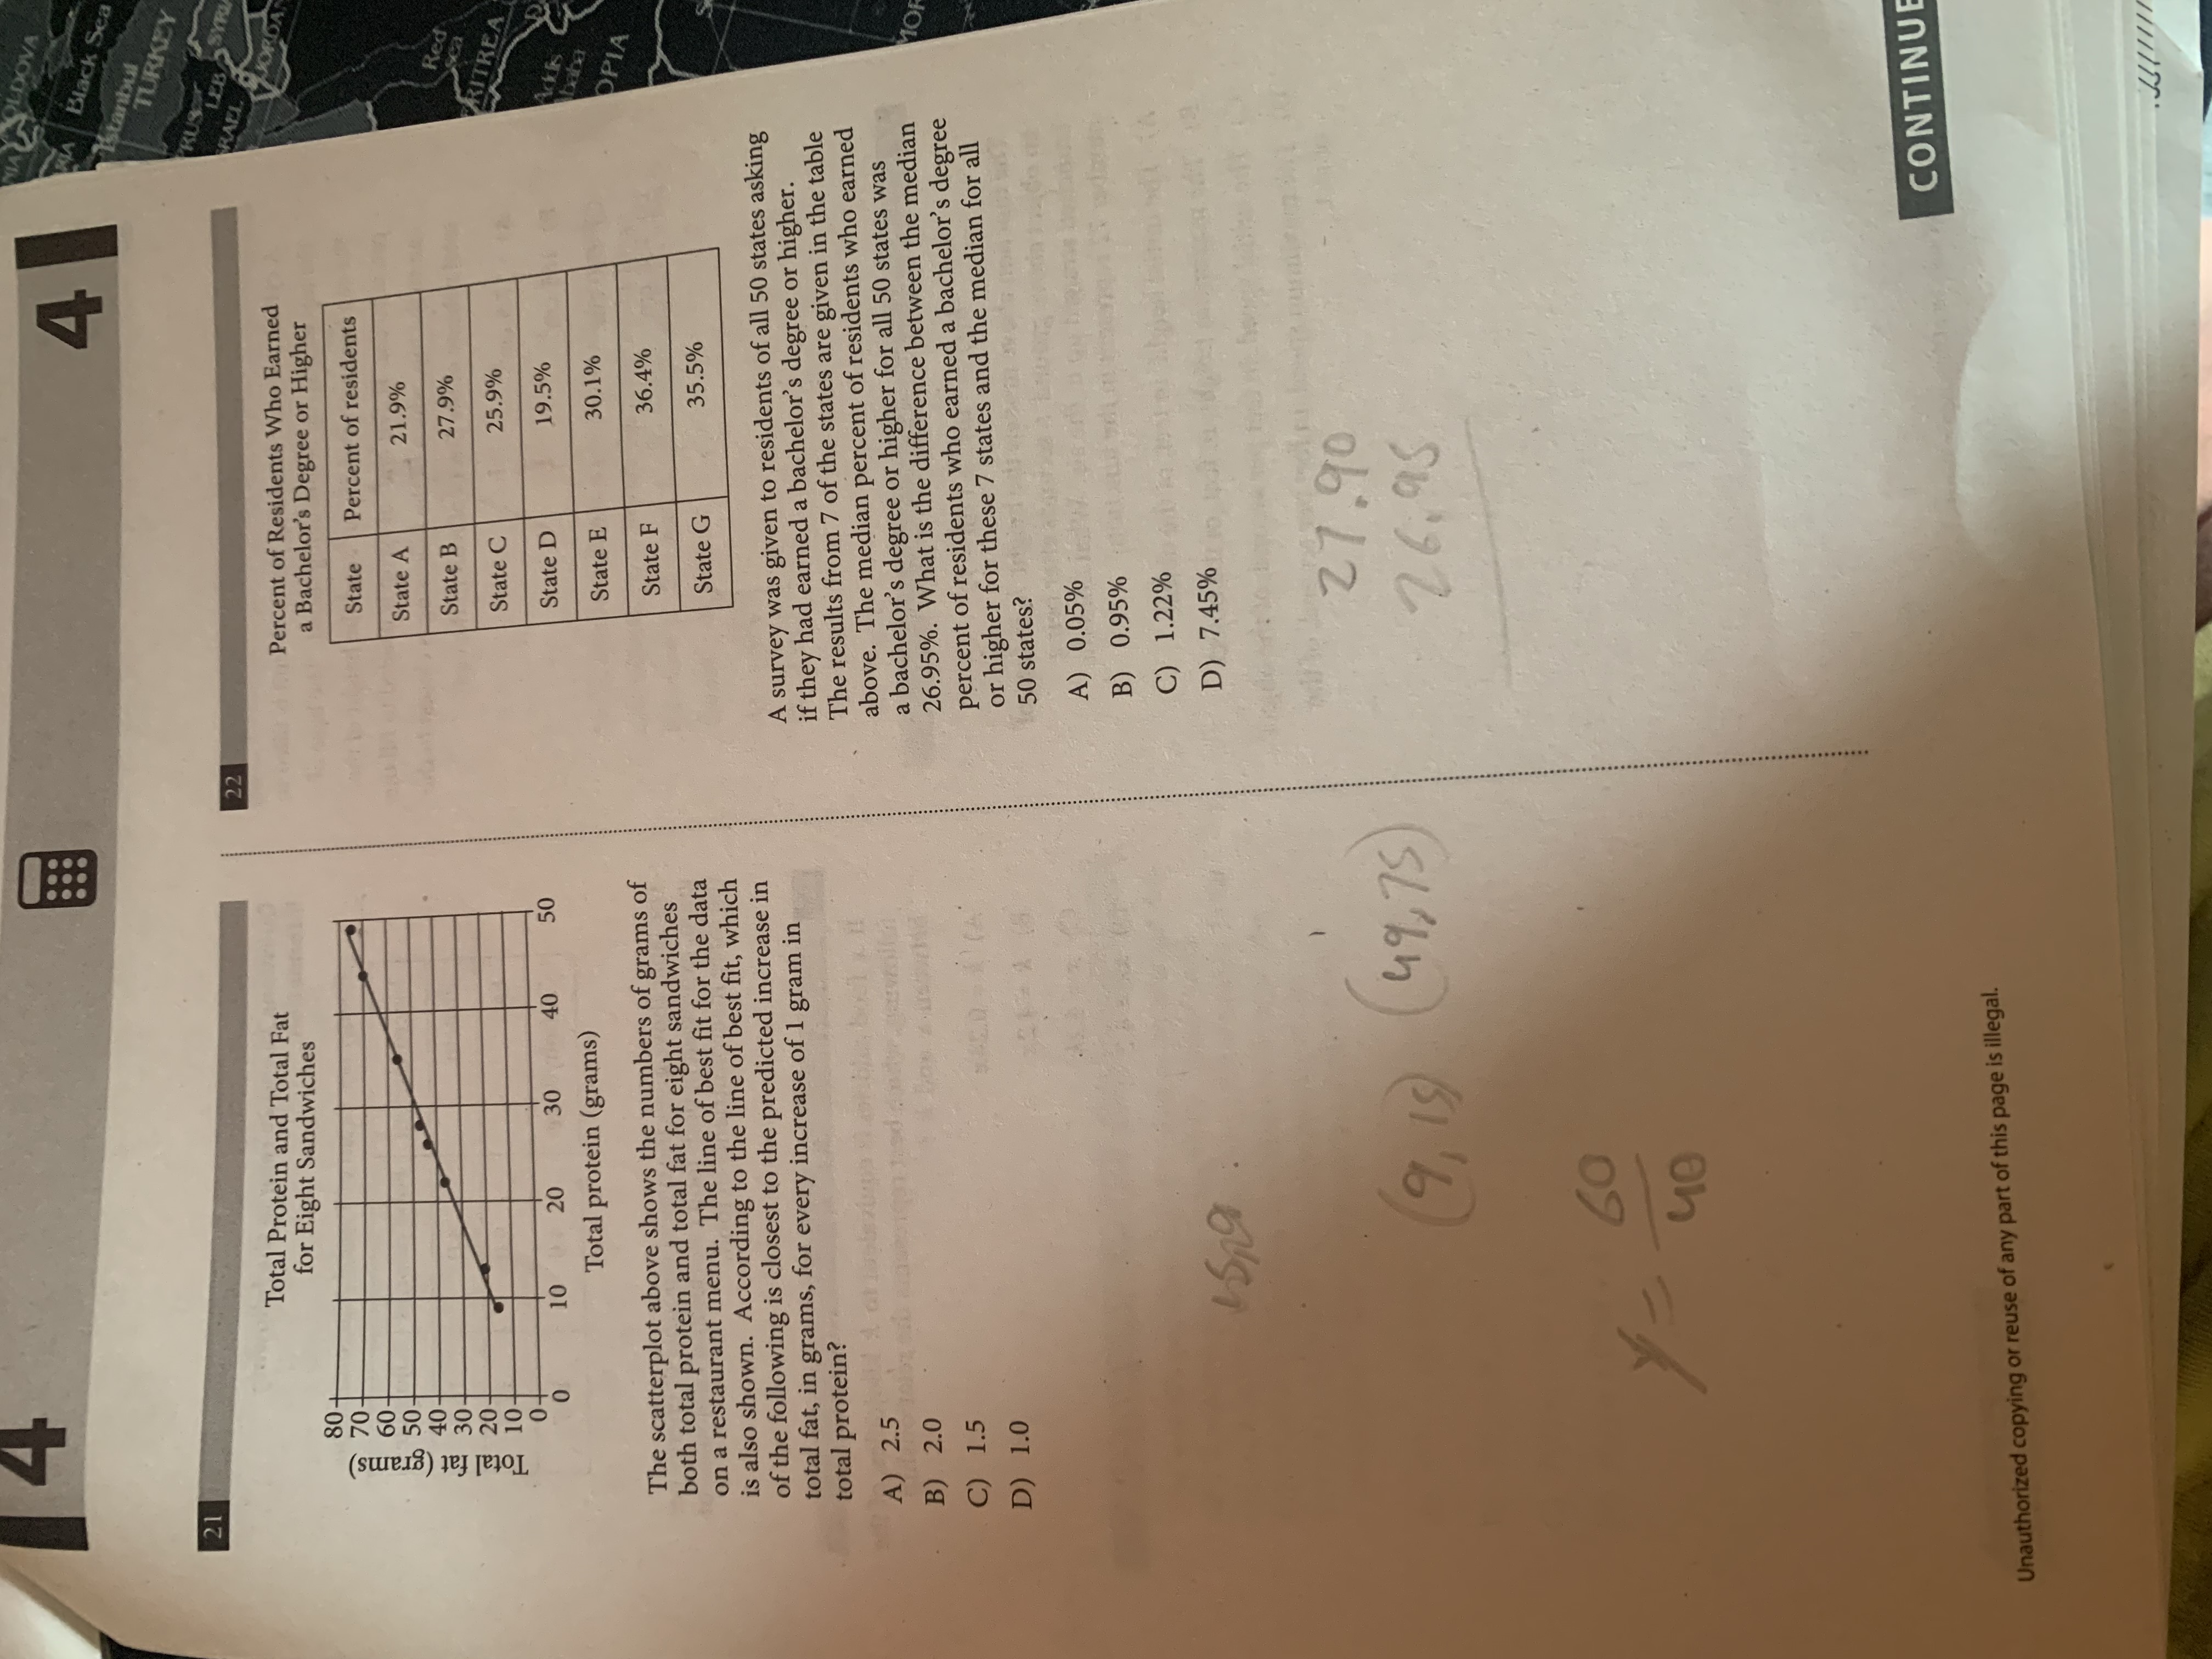 4
4
21
Total Protein and Total Fat
for Eight Sandwiches
Total fat (grams)
80
70
60
50
40
30
20
10
0
0 10 20 30 40 50
Total protein (grams)
The scatterplot above shows the numbers of grams of
both total protein and total fat for eight sandwiches
on a restaurant menu. The line of best fit for the data
is also shown. According to the line of best fit, which
of the following is closest to the predicted increase in
total fat, in grams, for every increase of 1 gram in
total protein?
A) 2.5
B) 2.0
C) 1.5
D) 1.0
(9, 15) (49,75)
y = 60
40
22
Percent of Residents Who Earned
a Bachelor's Degree or Higher
State Percent of residents
State A 21.9%
State B 27.9%
State C 25.9%
State D 19.5%
State E 30.1%
State F 36.4%
State G 35.5%
A survey was given to residents of all 50 states asking
if they had earned a bachelor's degree or higher.
The results from 7 of the states are given in the table
above. The median percent of residents who earned
a bachelor's degree or higher for all 50 states was
26.95%. What is the difference between the median
percent of residents who earned a bachelor's degree
or higher for these 7 states and the median for all
50 states?
A) 0.05%
B) 0.95%
C) 1.22%
D) 7.45%
27.90
26.95
CONTINUE
Unauthorized copying or reuse of any part of this page is illegal.
OLDOVA
Black Sea
Istanbul
TURKEY
LEB
SYRI
JORDA
Red
Sea
RITREA
Addis
OPIA